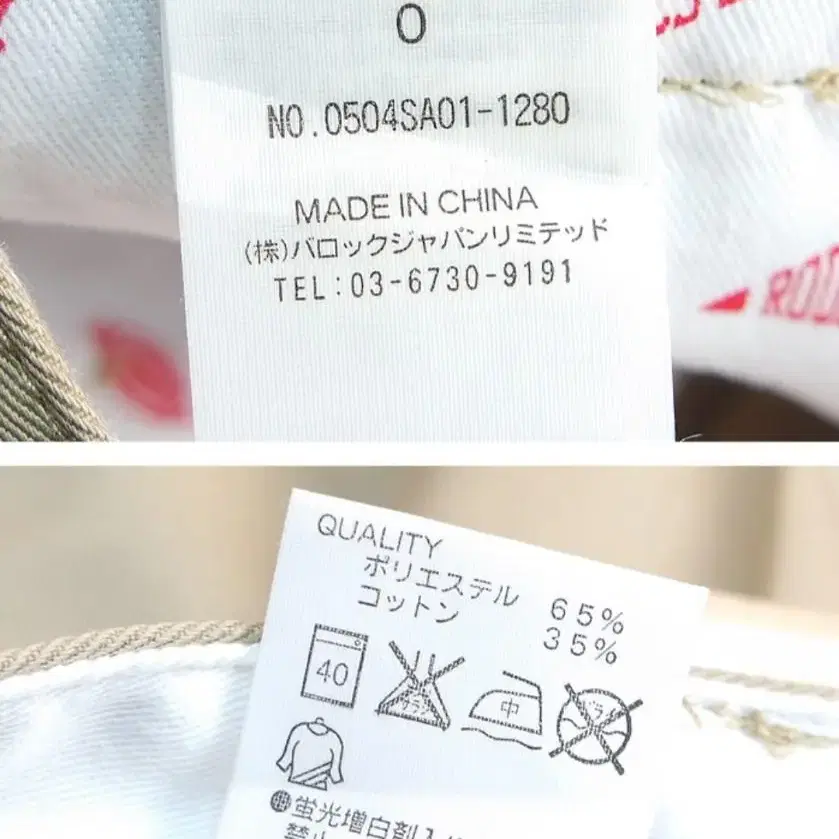 0
NO.0504SA01-1280
MADE IN CHINA
(株)バロックジャパンリミテッド
TEL:03-6730-9191
QUALITY
ポリエステル 65%
コットン 35%
40
中
蛍光増白剤入
禁止